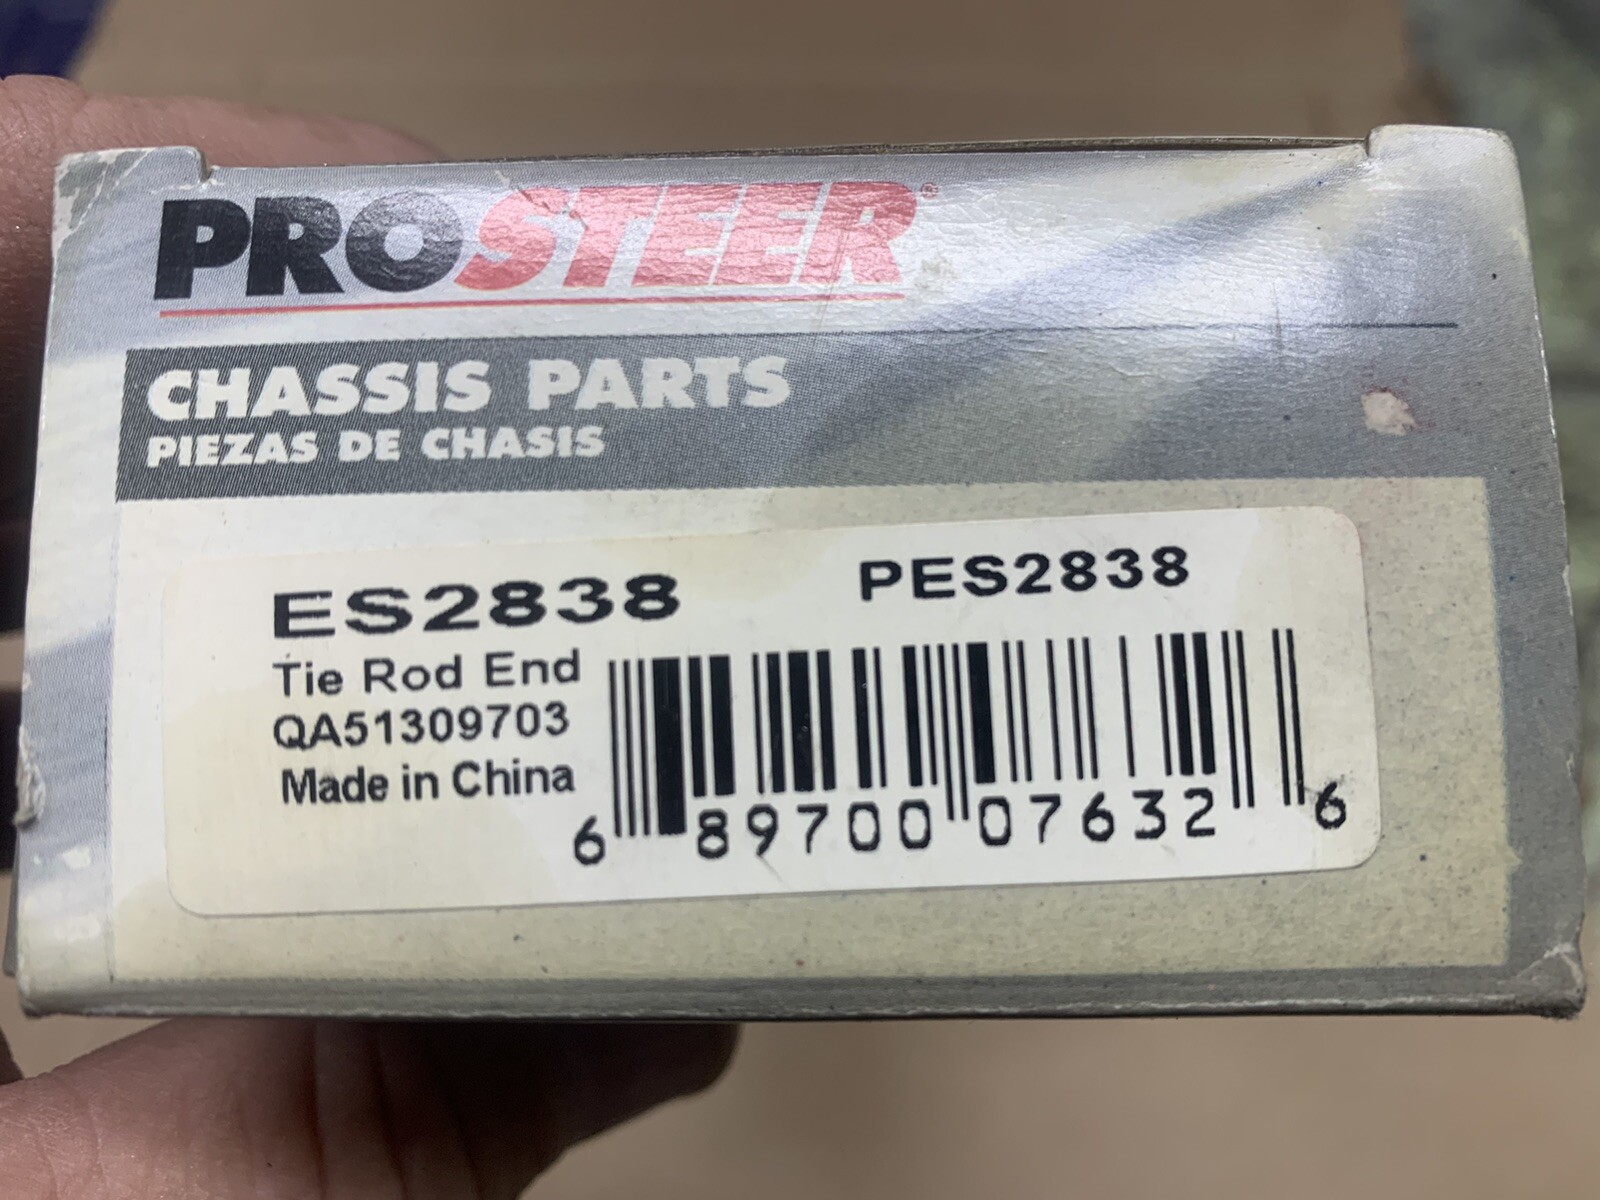 PROSTEER®
CHASSIS PARTS
PIEZAS DE CHASIS
ES2838 PES2838
Tie Rod End
QA51309703
Made in China
6 89700 07632 6